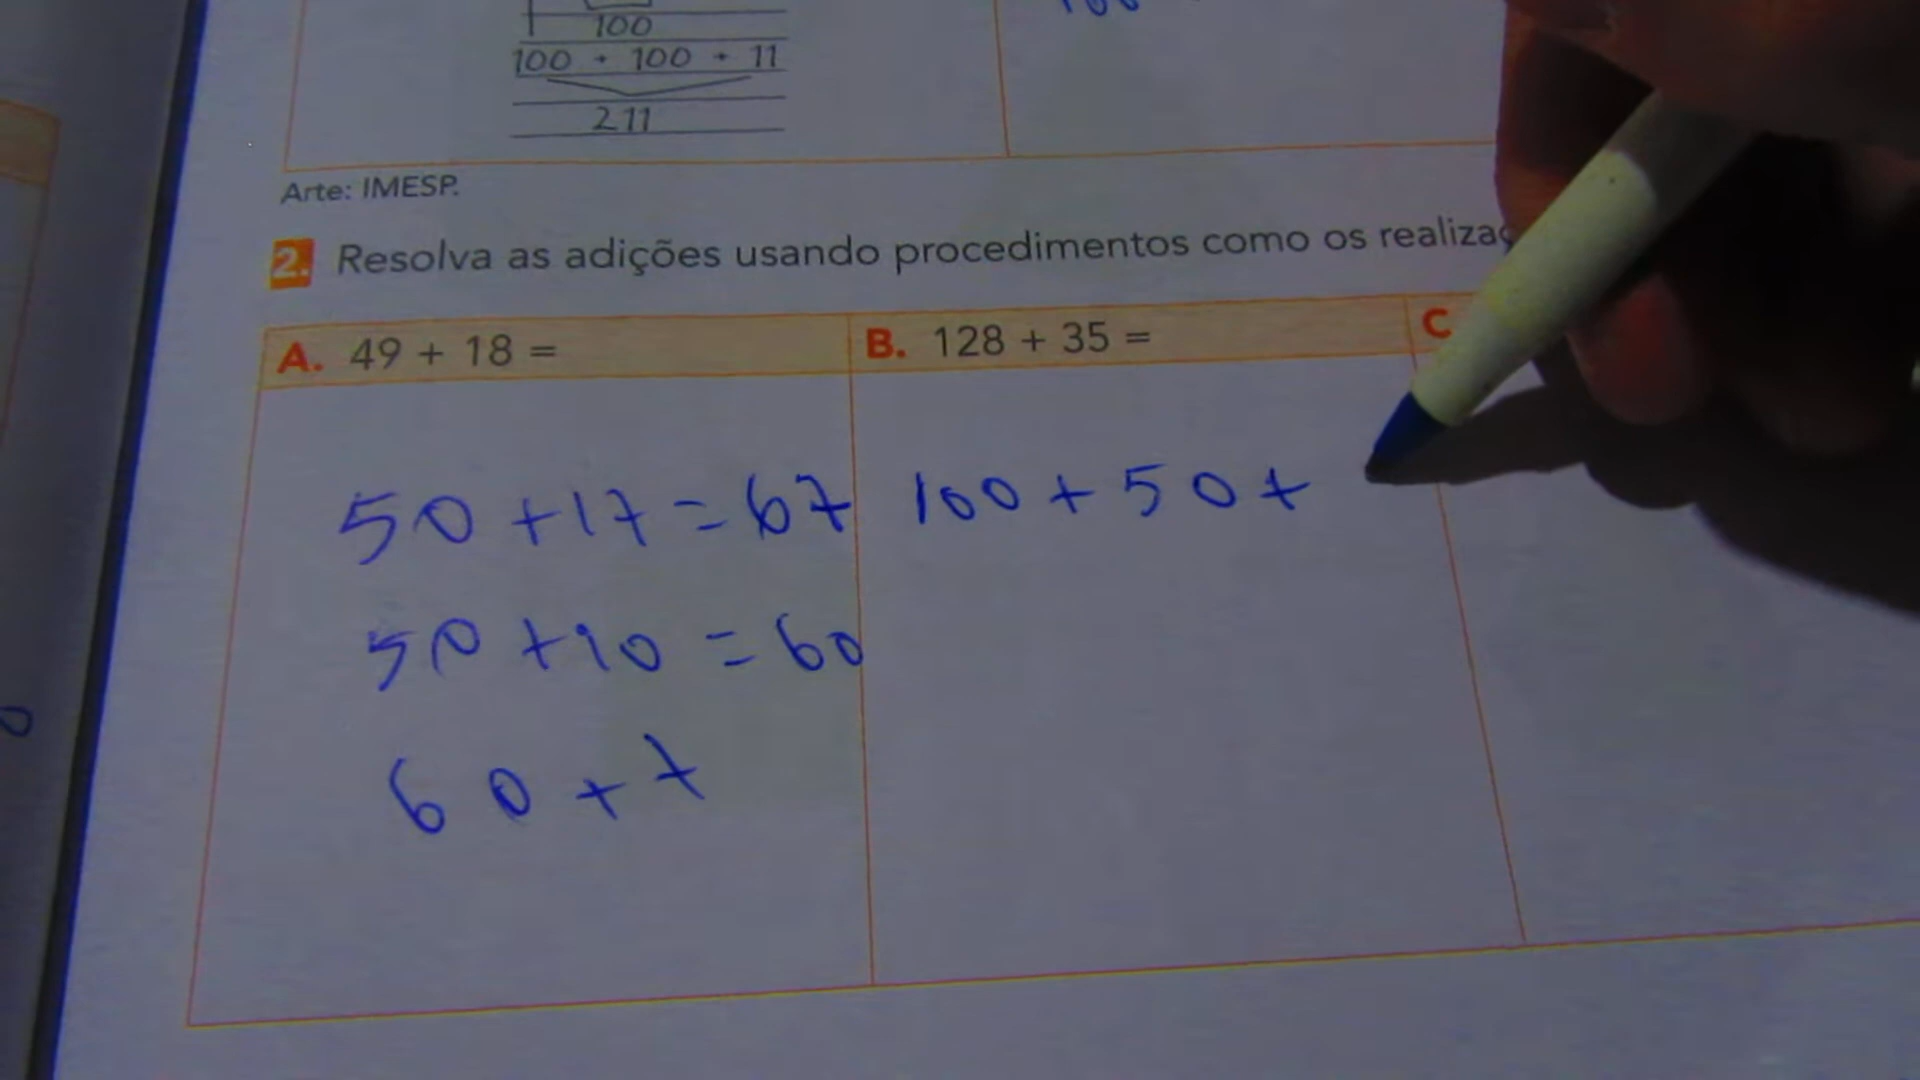 100
100 + 100 + 11
211
Arte: IMESP.
2. Resolva as adições usando procedimentos como os realiza
A. 49 + 18 =
B. 128 + 35 =
C
50 + 17 = 67
100 + 50 +
50 + 10 = 60
60 + 7